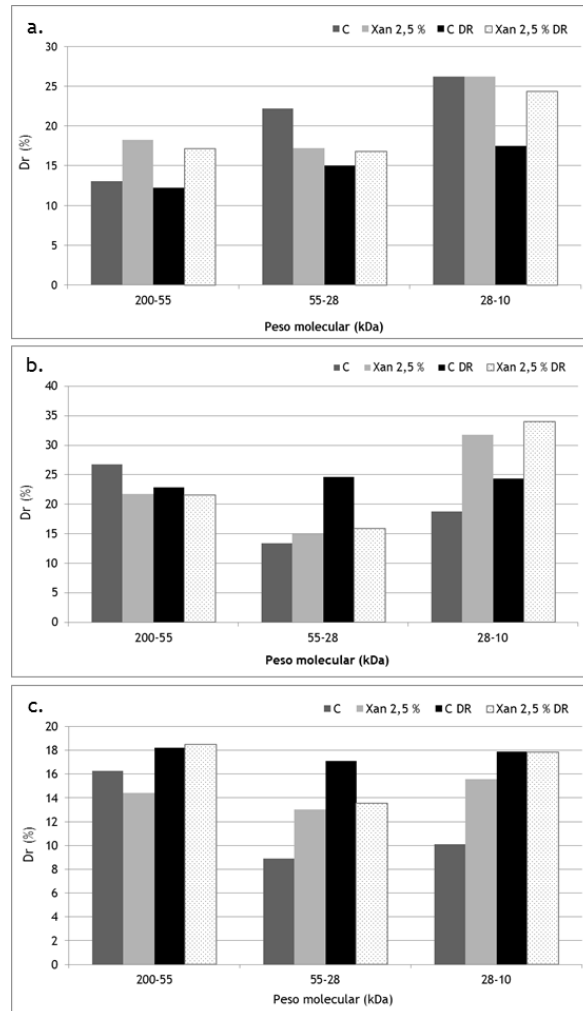 a.
C Xan 2,5 % C DR Xan 2,5 % DR
30
25
20
15
10
5
0
Dr (%)
200-55 55-28 28-10
Peso molecular (kDa)
b.
C Xan 2,5 % C DR Xan 2,5 % DR
40
35
30
25
20
15
10
5
0
Dr (%)
200-55 55-28 28-10
Peso molecular (kDa)
c.
C Xan 2,5 % C DR Xan 2,5 % DR
20
18
16
14
12
10
8
6
4
2
0
Dr (%)
200-55 55-28 28-10
Peso molecular (kDa)